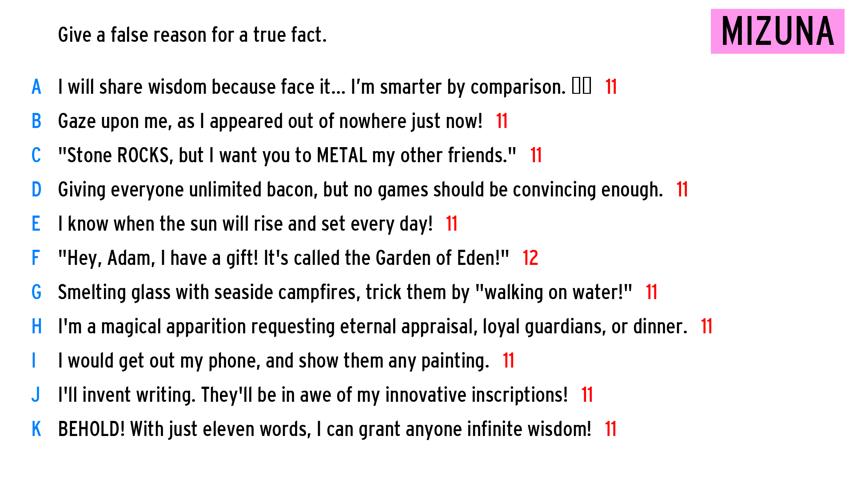 Give a false reason for a true fact.
MIZUNA
A I will share wisdom because face it... I'm smarter by comparison. 11
B Gaze upon me, as I appeared out of nowhere just now! 11
C "Stone ROCKS, but I want you to METAL my other friends." 11
D Giving everyone unlimited bacon, but no games should be convincing enough. 11
E I know when the sun will rise and set every day! 11
F "Hey, Adam, I have a gift! It's called the Garden of Eden!" 12
G Smelting glass with seaside campfires, trick them by "walking on water!" 11
H I'm a magical apparition requesting eternal appraisal, loyal guardians, or dinner. 11
I I would get out my phone, and show them any painting. 11
J I'll invent writing. They'll be in awe of my innovative inscriptions! 11
K BEHOLD! With just eleven words, I can grant anyone infinite wisdom! 11